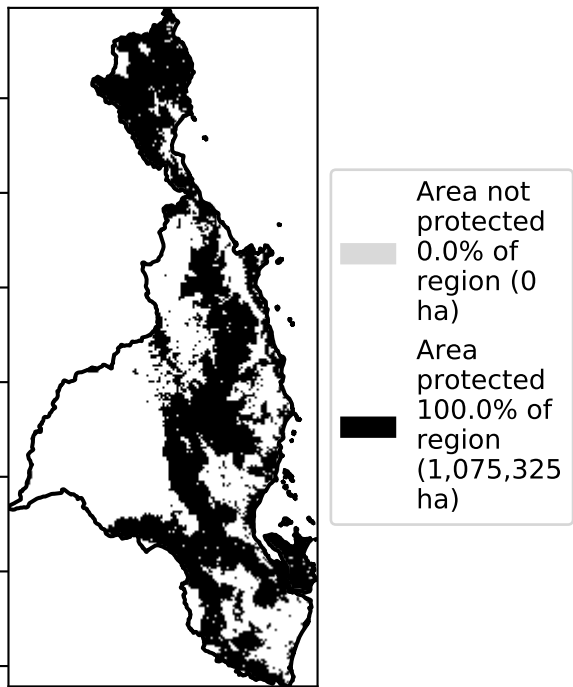 Area not
protected
0.0% of
region (0
ha)
Area
protected
100.0% of
region
(1,075,325
ha)